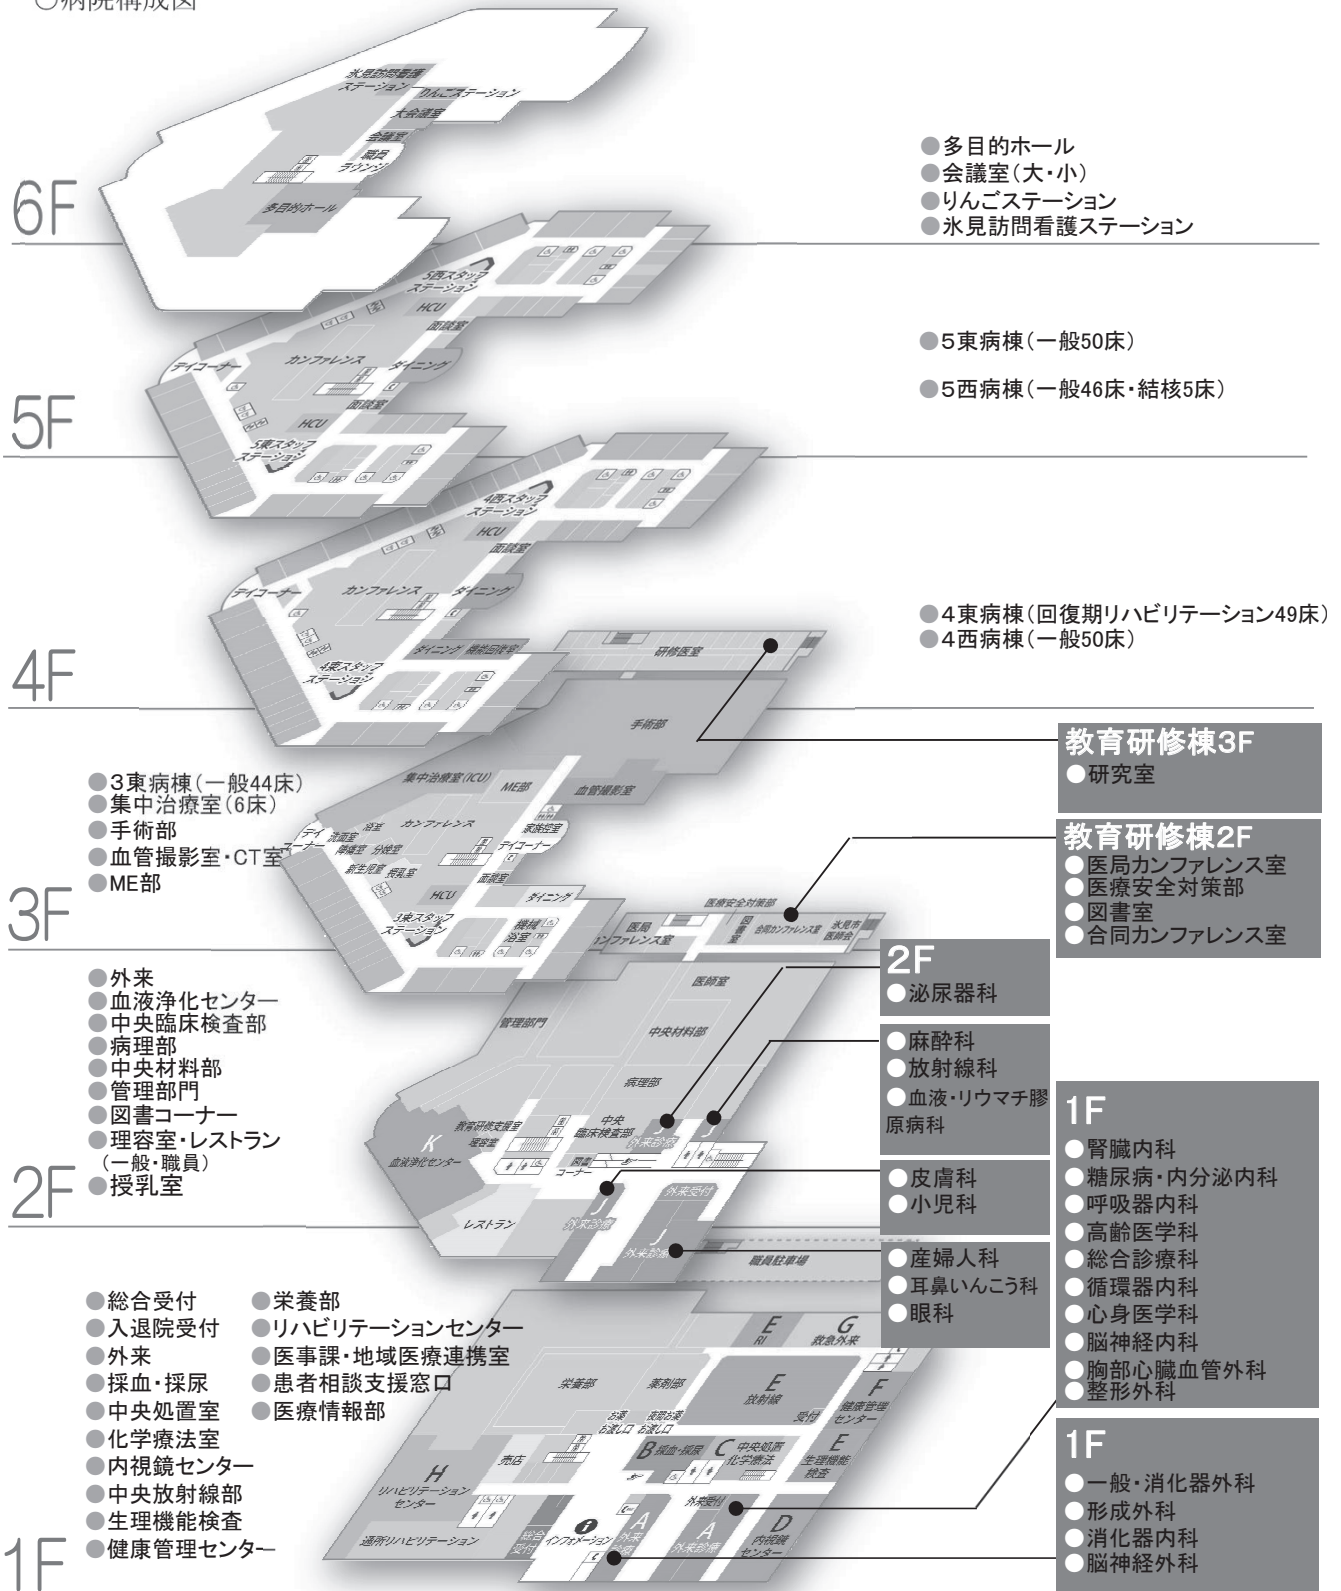 ○病院構成図
氷見訪問看護
ステーション
りんごステーション
大会議室
会議室
職員
ラウンジ
多目的ホール
6F
●多目的ホール
●会議室(大・小)
●りんごステーション
●氷見訪問看護ステーション
5西スタッフ
ステーション
HCU
面談室
デイコーナー
カンファレンス
ダイニング
面談室
HCU
5東スタッフ
ステーション
5F
●5東病棟(一般50床)
●5西病棟(一般46床・結核5床)
4西スタッフ
ステーション
HCU
面談室
デイコーナー
カンファレンス
ダイニング
ダイニング
機能回復室
4東スタッフ
ステーション
4F
●4東病棟(回復期リハビリテーション49床)
●4西病棟(一般50床)
研修医室
手術部
教育研修棟3F
●研究室
集中治療室(ICU)
ME部
血管撮影室
家族控室
デイコーナー
浴室
カンファレンス
デイ
コーナー
洗面室
陣痛室
分娩室
新生児室
授乳室
面談室
HCU
ダイニング
3東スタッフ
ステーション
機械
浴室
3F
●3東病棟(一般44床)
●集中治療室(6床)
●手術部
●血管撮影室・CT室
●ME部
教育研修棟2F
●医局カンファレンス室
●医療安全対策部
●図書室
●合同カンファレンス室
医療安全対策部
医局
カンファレンス室
図書室
合同カンファレンス室
氷見市
医師会
●外来
●血液浄化センター
●中央臨床検査部
●病理部
●中央材料部
●管理部門
●図書コーナー
●理容室・レストラン
(一般・職員)
●授乳室
2F
医師室
管理部門
中央材料部
病理部
教育研修支援室
理容室
中央
臨床検査部
K
血液浄化センター
図書
コーナー
J
外来診療
J
レストラン
J
外来診療
外来受付
J
外来診療
職員駐車場
2F
●泌尿器科
●麻酔科
●放射線科
●血液・リウマチ膠
原病科
●皮膚科
●小児科
●産婦人科
●耳鼻いんこう科
●眼科
1F
●腎臓内科
●糖尿病・内分泌内科
●呼吸器内科
●高齢医学科
●総合診療科
●循環器内科
●心身医学科
●脳神経内科
●胸部心臓血管外科
●整形外科
1F
●一般・消化器外科
●形成外科
●消化器内科
●脳神経外科
●総合受付
●入退院受付
●外来
●採血・採尿
●中央処置室
●化学療法室
●内視鏡センター
●中央放射線部
●生理機能検査
●健康管理センター
●栄養部
●リハビリテーションセンター
●医事課・地域医療連携室
●患者相談支援窓口
●医療情報部
1F
E
RI
G
救急外来
栄養部
薬剤部
E
放射線
受付
F
健康管理
センター
お薬
お渡し口
夜間お薬
お渡し口
売店
B 採血・採尿
C 中央処置
化学療法
E
生理機能
検査
H
リハビリテーション
センター
通所リハビリテーション
総合
受付
インフォメーション
A
外来
診療
外来受付
A
外来診療
D
内視鏡
センター